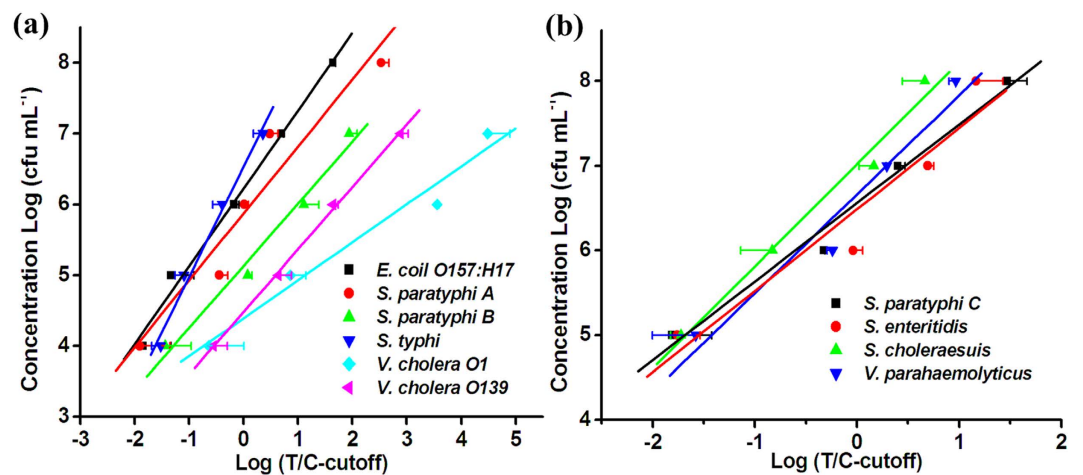 (a)
Concentration Log (cfu mL⁻¹)
8
7
6
5
4
3
-3 -2 -1 0 1 2 3 4 5
Log (T/C-cutoff)
E. coil O157:H17
S. paratyphi A
S. paratyphi B
S. typhi
V. cholera O1
V. cholera O139
(b)
Concentration Log (cfu mL⁻¹)
8
7
6
5
4
-2 -1 0 1 2
Log (T/C-cutoff)
S. paratyphi C
S. enteritidis
S. choleraesuis
V. parahaemolyticus